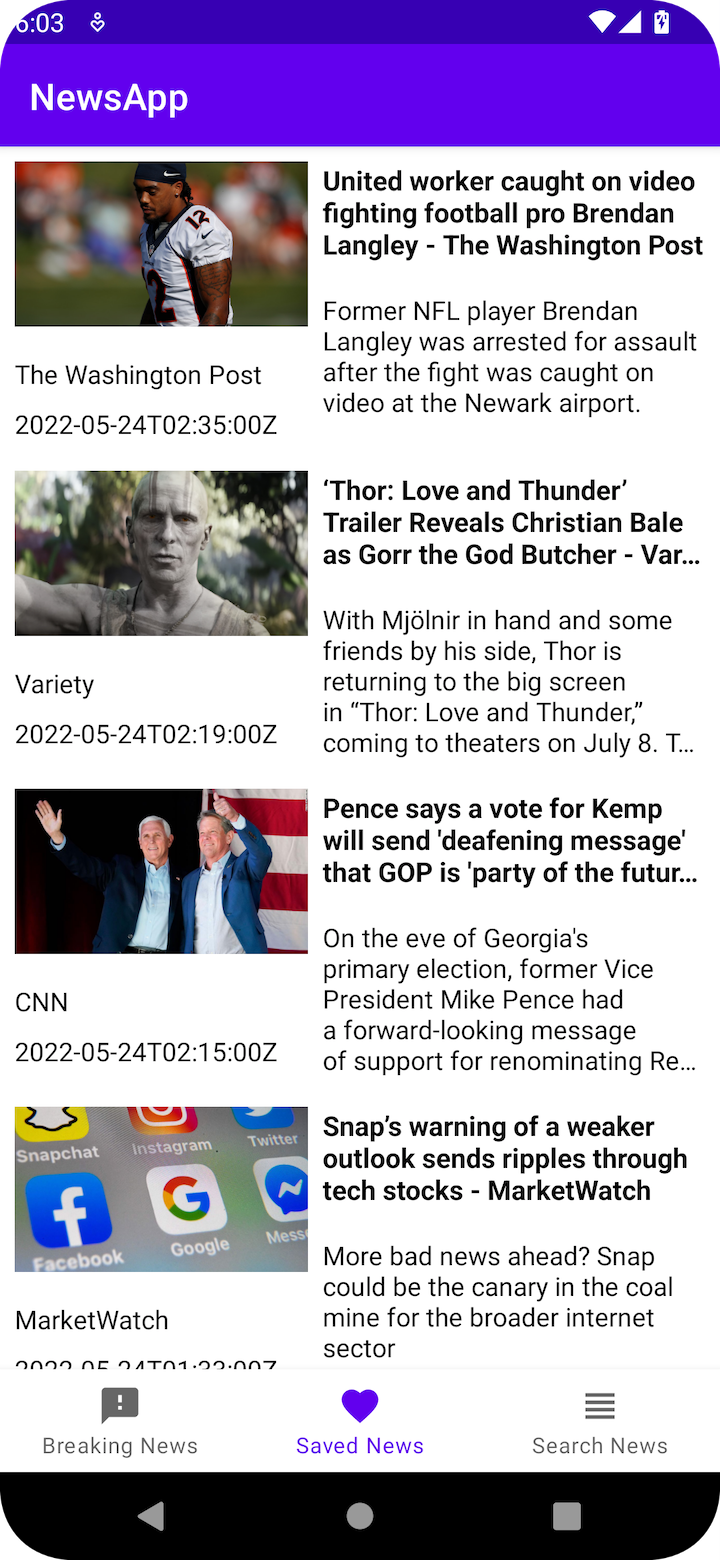 6:03
NewsApp
United worker caught on video
fighting football pro Brendan
Langley - The Washington Post
Former NFL player Brendan
Langley was arrested for assault
after the fight was caught on
video at the Newark airport.
The Washington Post
2022-05-24T02:35:00Z
12
‘Thor: Love and Thunder’
Trailer Reveals Christian Bale
as Gorr the God Butcher - Var…
With Mjölnir in hand and some
friends by his side, Thor is
returning to the big screen
in “Thor: Love and Thunder,”
coming to theaters on July 8. T…
Variety
2022-05-24T02:19:00Z
Pence says a vote for Kemp
will send 'deafening message'
that GOP is 'party of the futur…
On the eve of Georgia's
primary election, former Vice
President Mike Pence had
a forward-looking message
of support for renominating Re…
CNN
2022-05-24T02:15:00Z
Snapchat
Instagram
Twitter
Facebook
Google
Messe
Snap’s warning of a weaker
outlook sends ripples through
tech stocks - MarketWatch
More bad news ahead? Snap
could be the canary in the coal
mine for the broader internet
sector
MarketWatch
2022-05-24T01:33:00Z
Breaking News
Saved News
Search News